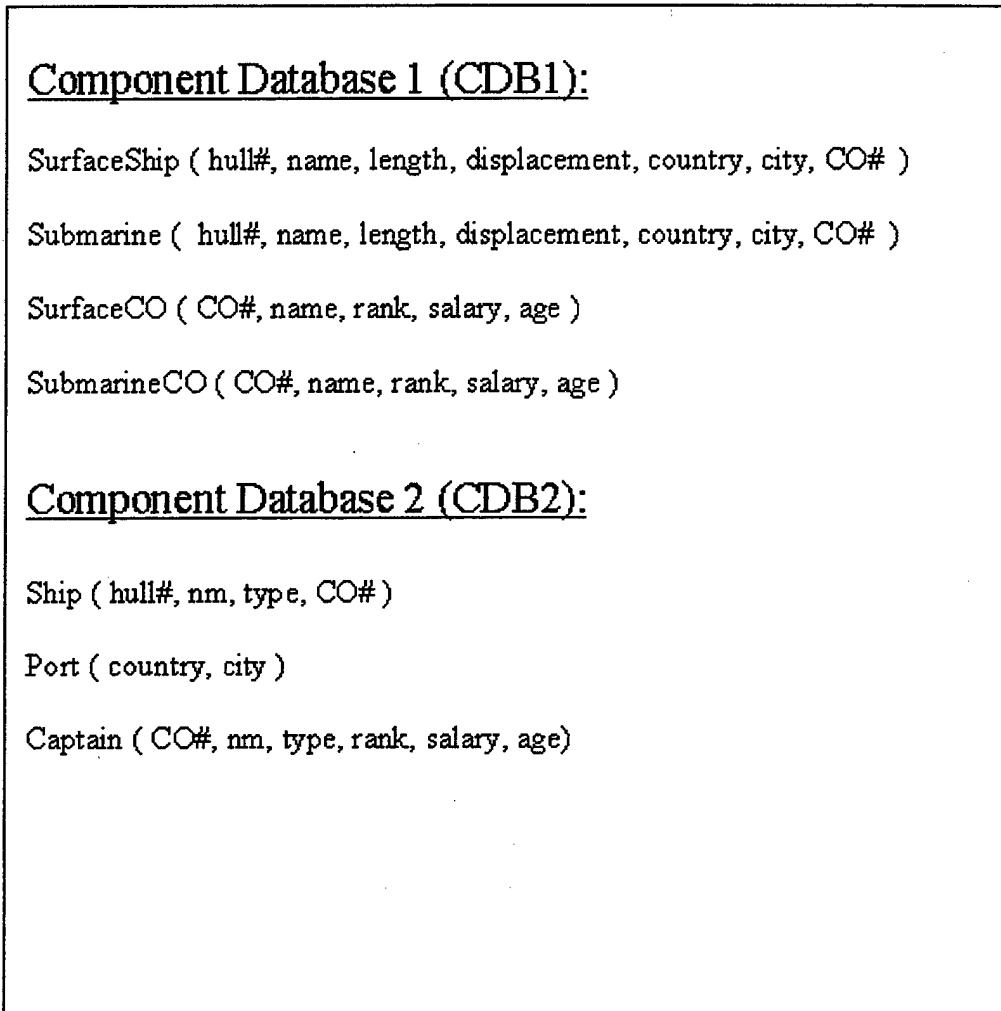 Component Database 1 (CDB1):
SurfaceShip ( hull#, name, length, displacement, country, city, CO# )
Submarine ( hull#, name, length, displacement, country, city, CO# )
SurfaceCO ( CO#, name, rank, salary, age )
SubmarineCO ( CO#, name, rank, salary, age )
Component Database 2 (CDB2):
Ship ( hull#, nm, type, CO# )
Port ( country, city )
Captain ( CO#, nm, type, rank, salary, age)